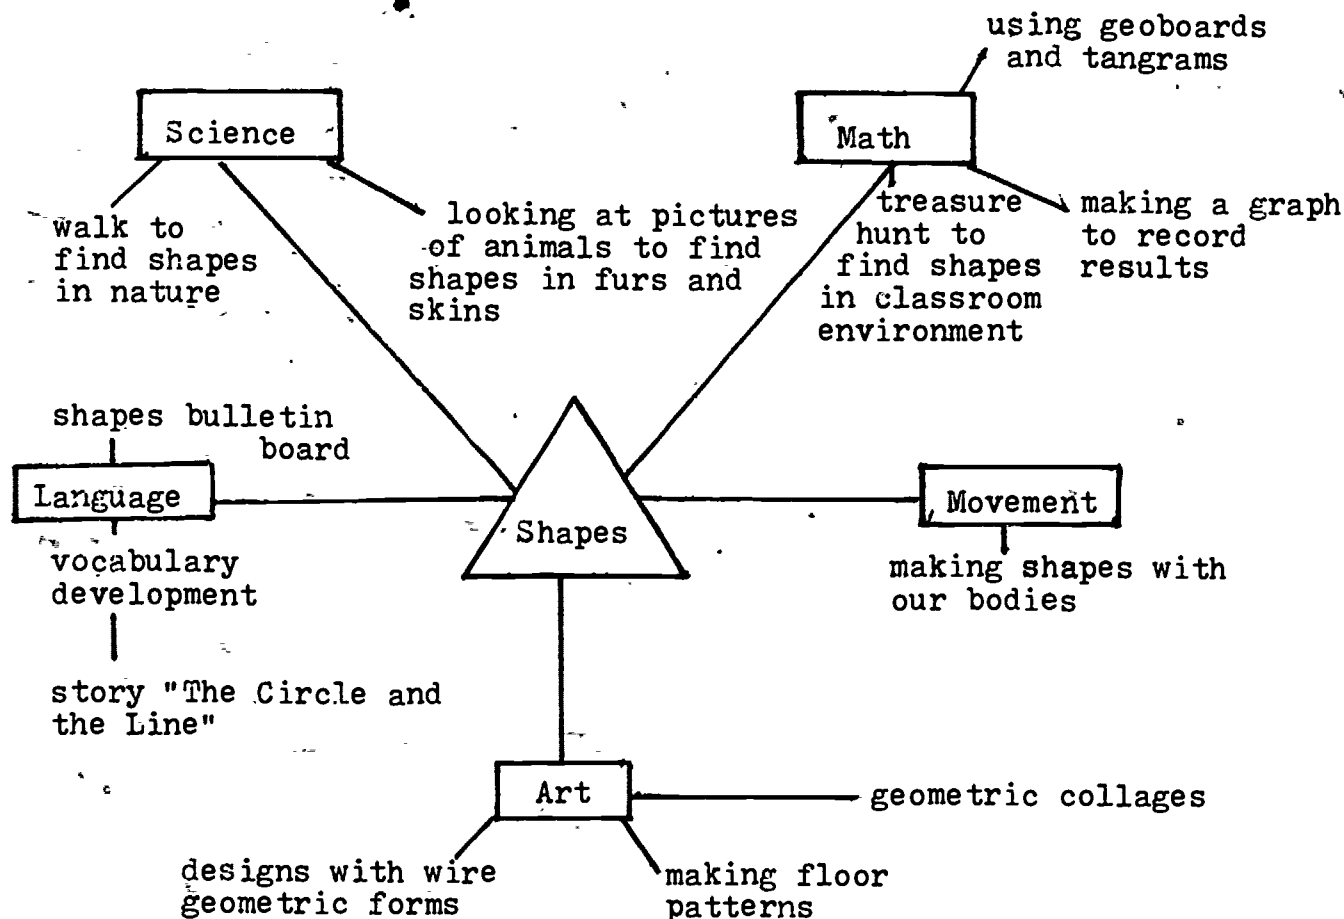 using geoboards
and tangrams
Science
Math
walk to
find shapes
in nature
looking at pictures
of animals to find
shapes in furs and
skins
treasure
hunt to
find shapes
in classroom
environment
making a graph
to record
results
shapes bulletin
board
Language
vocabulary
development
story "The Circle and
the Line"
Shapes
Movement
making shapes with
our bodies
Art
geometric collages
designs with wire
geometric forms
making floor
patterns